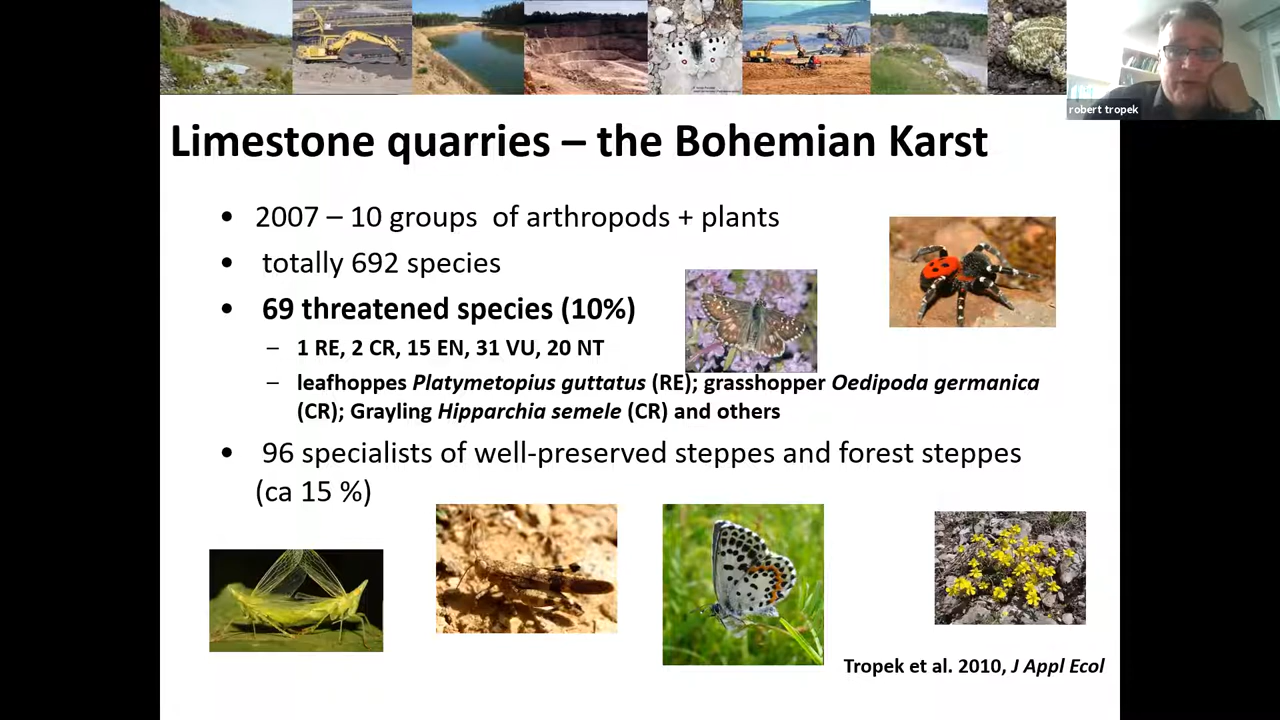 robert tropek
Limestone quarries – the Bohemian Karst
• 2007 – 10 groups of arthropods + plants
• totally 692 species
• 69 threatened species (10%)
– 1 RE, 2 CR, 15 EN, 31 VU, 20 NT
– leafhoppes Platymetopius guttatus (RE); grasshopper Oedipoda germanica
(CR); Grayling Hipparchia semele (CR) and others
• 96 specialists of well-preserved steppes and forest steppes
(ca 15 %)
Tropek et al. 2010, J Appl Ecol